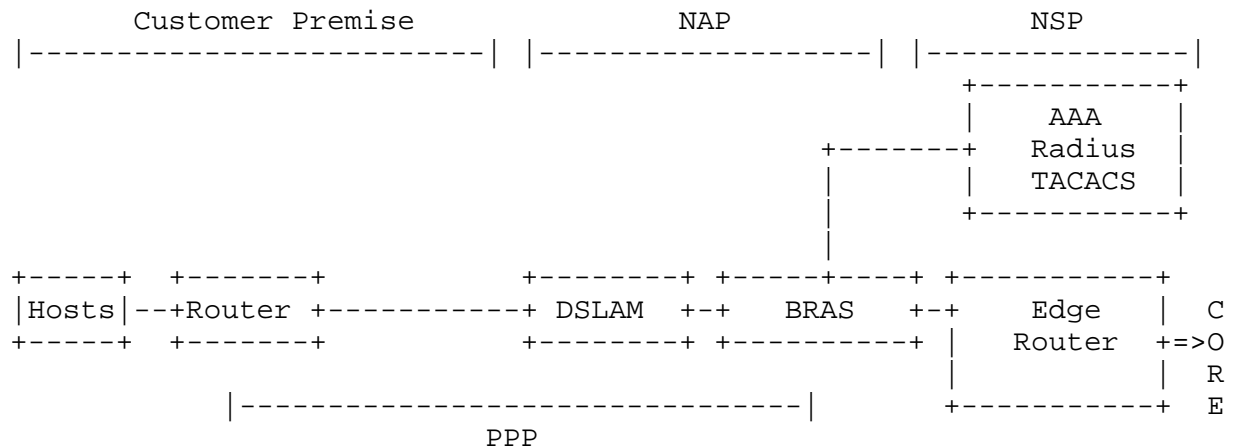 Customer Premise NAP NSP
AAA
Radius
TACACS
Hosts Router DSLAM BRAS Edge C
Router O
R
E
PPP